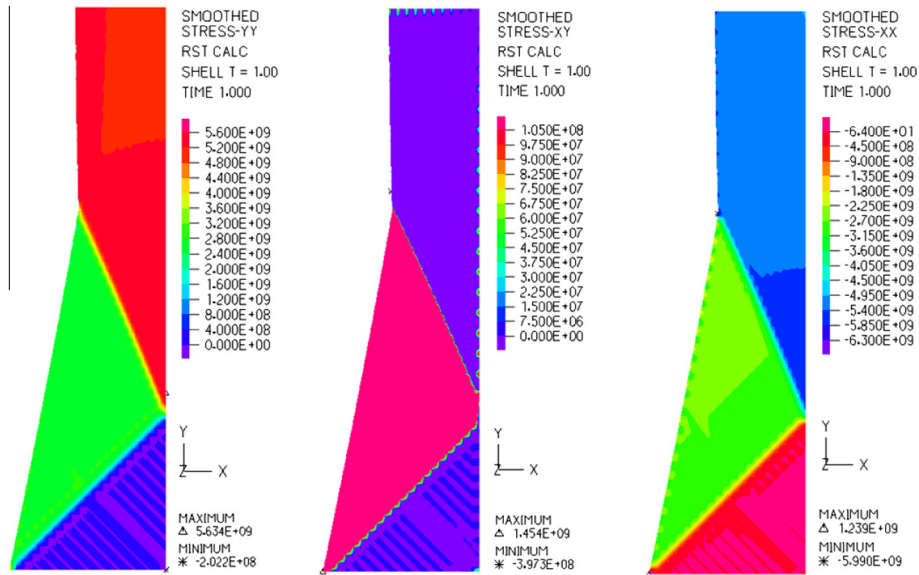 SMOOTHED
STRESS-YY
RST CALC
SHELL T = 1.00
TIME 1.000
5.600E+09
5.200E+09
4.800E+09
4.400E+09
4.000E+09
3.600E+09
3.200E+09
2.800E+09
2.400E+09
2.000E+09
1.600E+09
1.200E+09
8.000E+08
4.000E+08
0.000E+00
Y
Z X
MAXIMUM
Δ 5.634E+09
MINIMUM
* -2.022E+08
SMOOTHED
STRESS-XY
RST CALC
SHELL T = 1.00
TIME 1.000
1.050E+08
9.750E+07
9.000E+07
8.250E+07
7.500E+07
6.750E+07
6.000E+07
5.250E+07
4.500E+07
3.750E+07
3.000E+07
2.250E+07
1.500E+07
7.500E+06
0.000E+00
Y
Z X
MAXIMUM
Δ 1.454E+09
MINIMUM
* -3.973E+08
SMOOTHED
STRESS-XX
RST CALC
SHELL T = 1.00
TIME 1.000
-6.400E+01
-4.500E+08
-9.000E+08
-1.350E+09
-1.800E+09
-2.250E+09
-2.700E+09
-3.150E+09
-3.600E+09
-4.050E+09
-4.500E+09
-4.950E+09
-5.400E+09
-5.850E+09
-6.300E+09
Y
Z X
MAXIMUM
Δ 1.239E+09
MINIMUM
* -5.990E+09